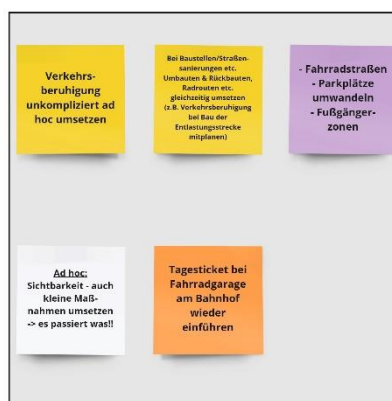 Verkehrs-
beruhigung
unkompliziert ad
hoc umsetzen
Bei Baustellen/Straßen-
sanierungen etc.
Umbauten & Rückbauten,
Radrouten etc.
gleichzeitig umsetzen
(z.B. Verkehrsberuhigung
bei Bau der
Entlastungsstrecke
mitplanen)
- Fahrradstraßen
- Parkplätze
umwandeln
- Fußgänger-
zonen
Ad hoc:
Sichtbarkeit - auch
kleine Maß-
nahmen umsetzen
-> es passiert was!!
Tagesticket bei
Fahrradgarage
am Bahnhof
wieder
einführen